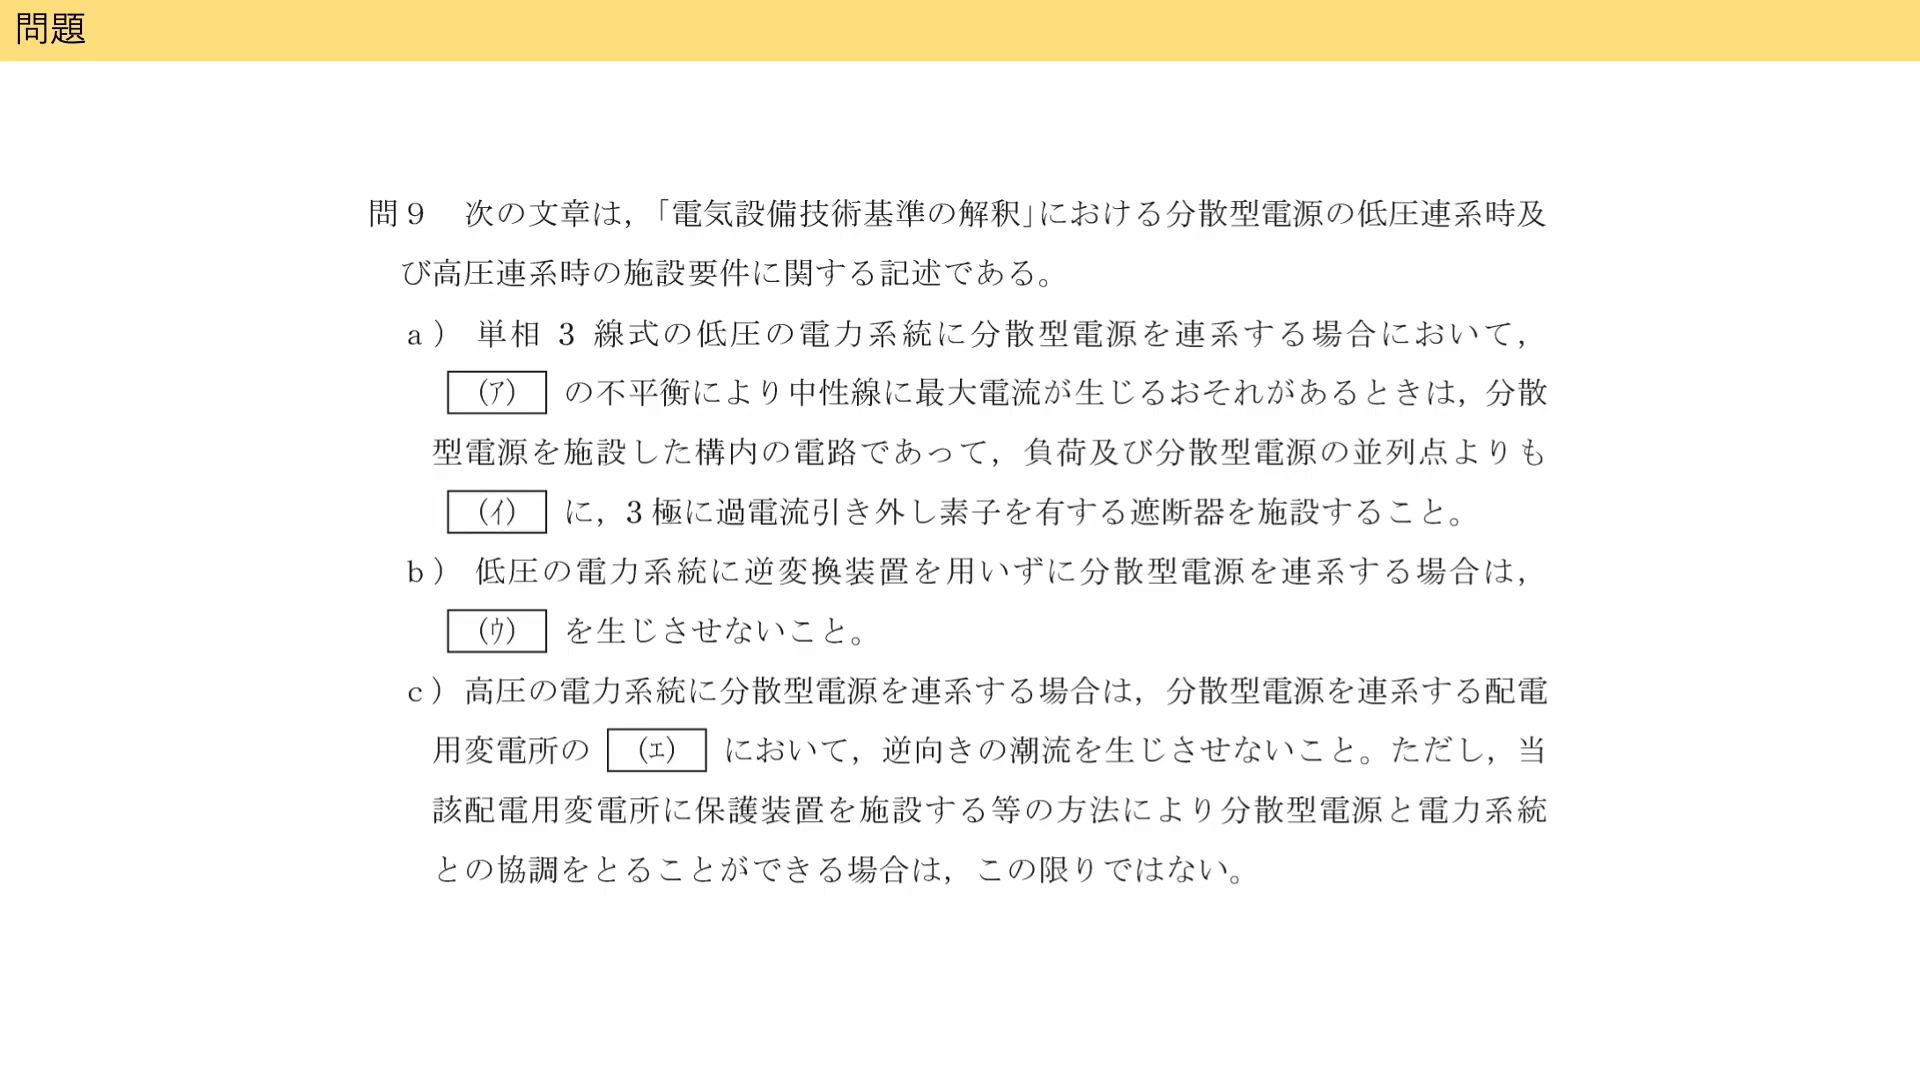 問題
問9 次の文章は,「電気設備技術基準の解釈」における分散型電源の低圧連系時及
び高圧連系時の施設要件に関する記述である。
a) 単相 3 線式の低圧の電力系統に分散型電源を連系する場合において,
(ア) の不平衡により中性線に最大電流が生じるおそれがあるときは,分散
型電源を施設した構内の電路であって,負荷及び分散型電源の並列点よりも
(イ) に,3極に過電流引き外し素子を有する遮断器を施設すること。
b) 低圧の電力系統に逆変換装置を用いずに分散型電源を連系する場合は,
(ウ) を生じさせないこと。
c) 高圧の電力系統に分散型電源を連系する場合は,分散型電源を連系する配電
用変電所の (エ) において,逆向きの潮流を生じさせないこと。ただし,当
該配電用変電所に保護装置を施設する等の方法により分散型電源と電力系統
との協調をとることができる場合は,この限りではない。